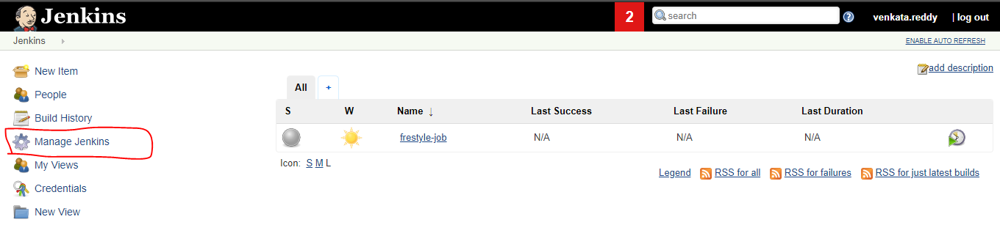 Jenkins 2 search ? venkata.reddy | log out
Jenkins ENABLE AUTO REFRESH
New Item
People
Build History
Manage Jenkins
My Views
Credentials
New View
add description
All +
S W Name ↓ Last Success Last Failure Last Duration
frestyle-job N/A N/A N/A
Icon: S M L
Legend RSS for all RSS for failures RSS for just latest builds